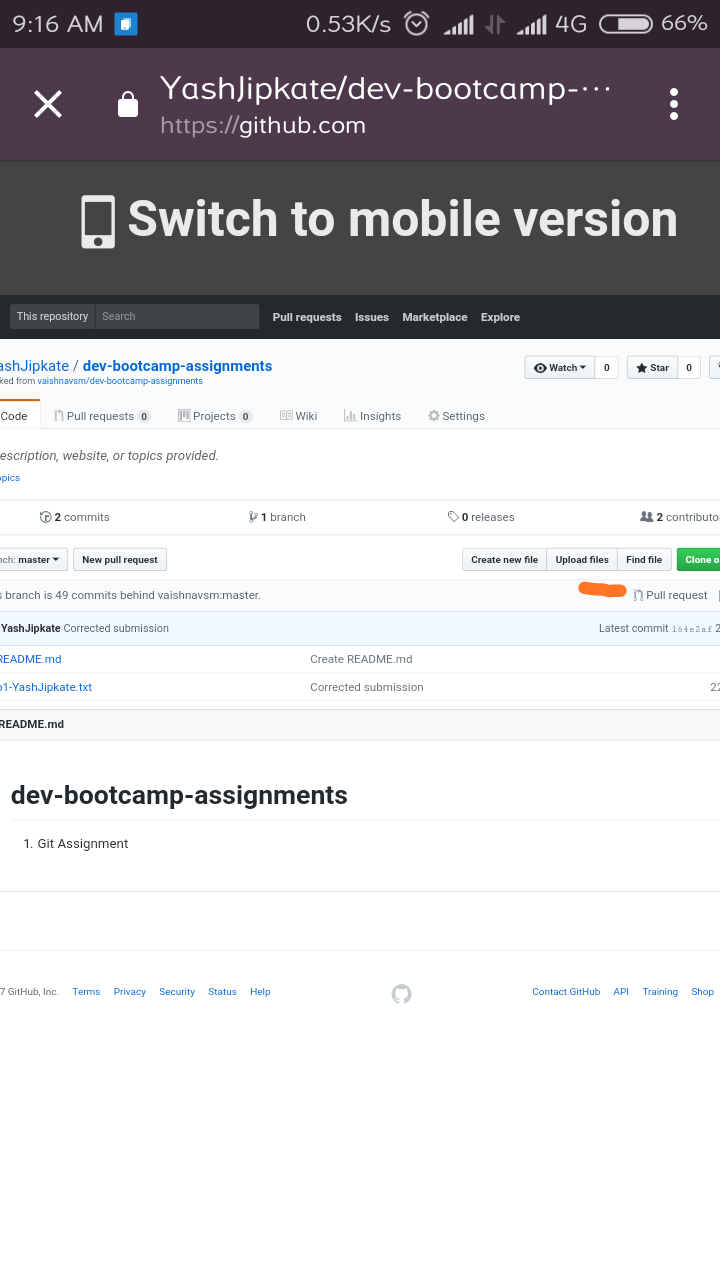 9:16 AM 0.53K/s 4G 66%
YashJipkate/dev-bootcamp-···
https://github.com
Switch to mobile version
This repository Search Pull requests Issues Marketplace Explore
ashJipkate / dev-bootcamp-assignments Watch 0 Star 0
ked from vaishnavsm/dev-bootcamp-assignments
Code Pull requests 0 Projects 0 Wiki Insights Settings
escription, website, or topics provided.
opics
2 commits 1 branch 0 releases 2 contributo
nch: master New pull request Create new file Upload files Find file Clone o
s branch is 49 commits behind vaishnavsm:master. Pull request
YashJipkate Corrected submission Latest commit 164e2af 2
README.md Create README.md
o1-YashJipkate.txt Corrected submission 22
README.md
dev-bootcamp-assignments
1. Git Assignment
7 GitHub, Inc. Terms Privacy Security Status Help Contact GitHub API Training Shop